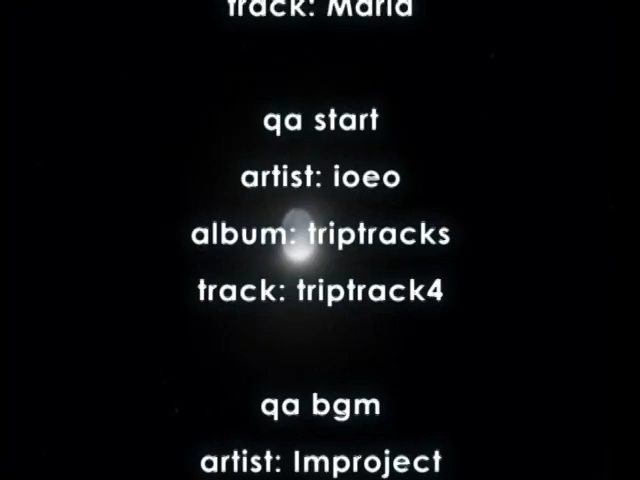 track: Maria
qa start
artist: ioeo
album: triptracks
track: triptrack4
qa bgm
artist: Improject